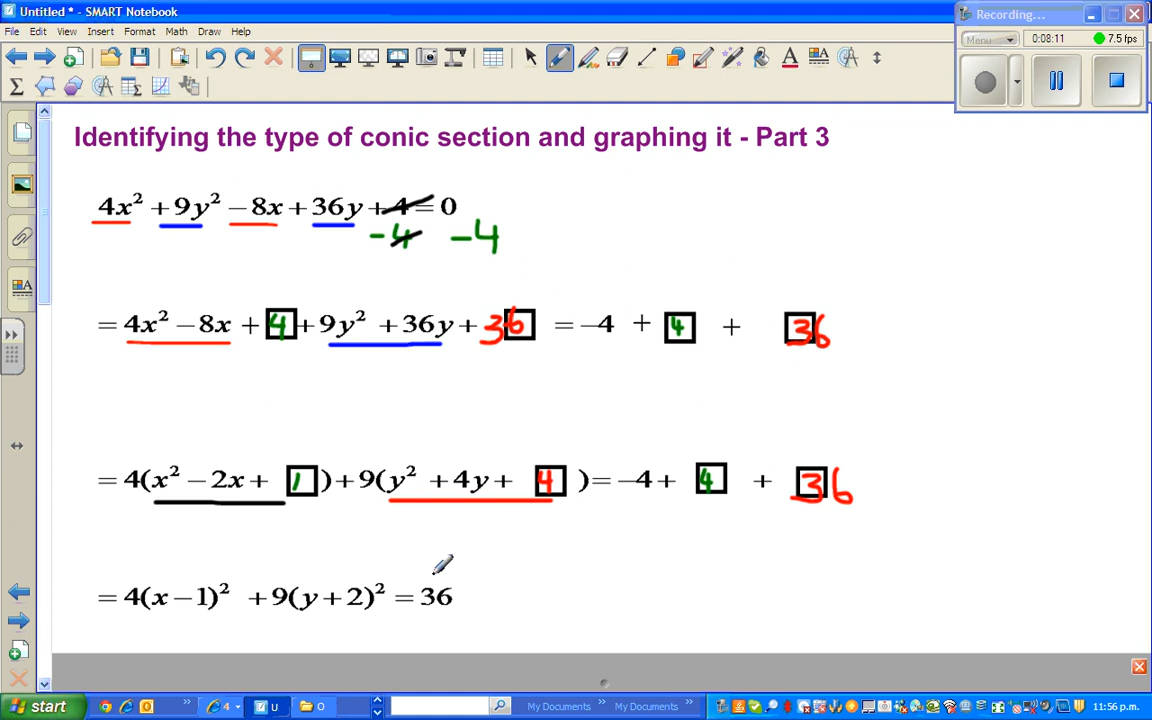 Untitled * - SMART Notebook
Recording...
File Edit View Insert Format Math Draw Help
Menu 0:08:11 7.5 fps
Identifying the type of conic section and graphing it - Part 3
4x² + 9y² − 8x + 36y + 4 = 0
-4 -4
= 4x² − 8x + 4 + 9y² + 36y + 36 = −4 + 4 + 36
= 4(x² − 2x + 1) + 9(y² + 4y + 4) = −4 + 4 + 36
= 4(x − 1)² + 9(y + 2)² = 36
start 4 U O My Documents » My Documents » 11:56 p.m.